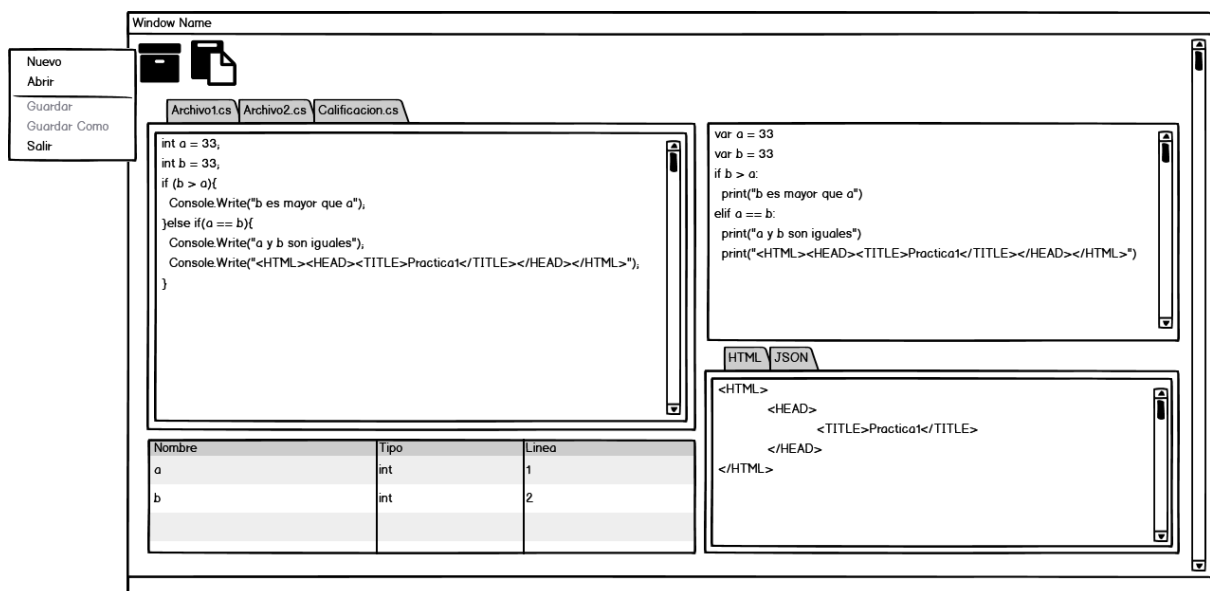 Window Name
Nuevo
Abrir
Guardar
Guardar Como
Salir
Archivo1.cs
Archivo2.cs
Calificacion.cs
int a = 33;
int b = 33;
if (b > a){
Console.Write("b es mayor que a");
}else if(a == b){
Console.Write("a y b son iguales");
Console.Write("<HTML><HEAD><TITLE>Practica1</TITLE></HEAD></HTML>");
}
var a = 33
var b = 33
if b > a:
print("b es mayor que a")
elif a == b:
print("a y b son iguales")
print("<HTML><HEAD><TITLE>Practica1</TITLE></HEAD></HTML>")
HTML
JSON
<HTML>
<HEAD>
<TITLE>Practica1</TITLE>
</HEAD>
</HTML>
Nombre Tipo Linea
a int 1
b int 2